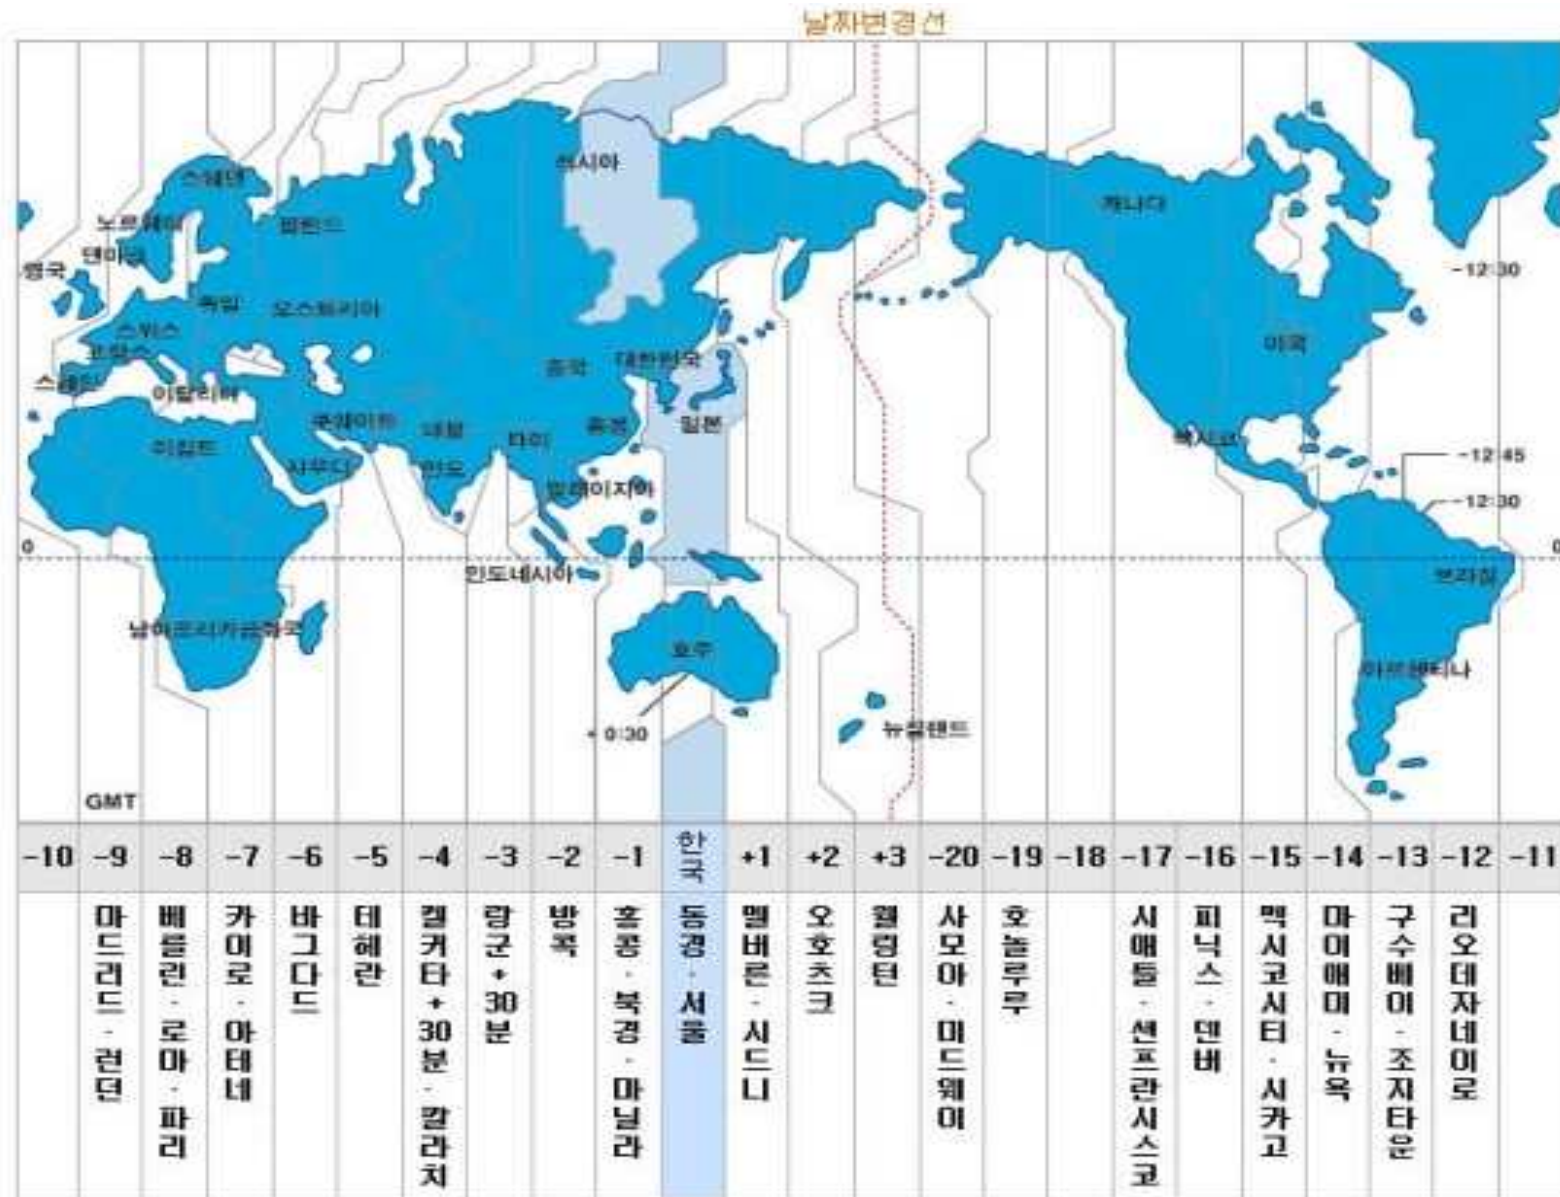 날짜변경선
러시아
스웨덴
캐나다
노르웨이
핀란드
덴마크
영국
-12:30
독일
오스트리아
스위스
미국
프랑스
대한민국
중국
스페인
이탈리아
쿠웨이트
네팔
타이
홍콩
일본
멕시코
이집트
사우디
인도
-12:45
말레이지아
-12:30
0
0
인도네시아
브라질
남아프리카공화국
호주
아르헨티나
+ 0:30
뉴질랜드
GMT
-10 -9 -8 -7 -6 -5 -4 -3 -2 -1 한국 +1 +2 +3 -20 -19 -18 -17 -16 -15 -14 -13 -12 -11
마드리드 · 런던
베를린 · 로마 · 파리
카이로 · 아테네
바그다드
테헤란
캘커타 + 30분 · 칼라치
랑군 + 30분
방콕
홍콩 · 북경 · 마닐라
동경 · 서울
멜버른 · 시드니
오호츠크
웰링턴
사모아 · 미드웨이
호놀루루
시애틀 · 샌프란시스코
피닉스 · 덴버
멕시코시티 · 시카고
마이애미 · 뉴욕
구수베이 · 조지타운
리오데자네이로